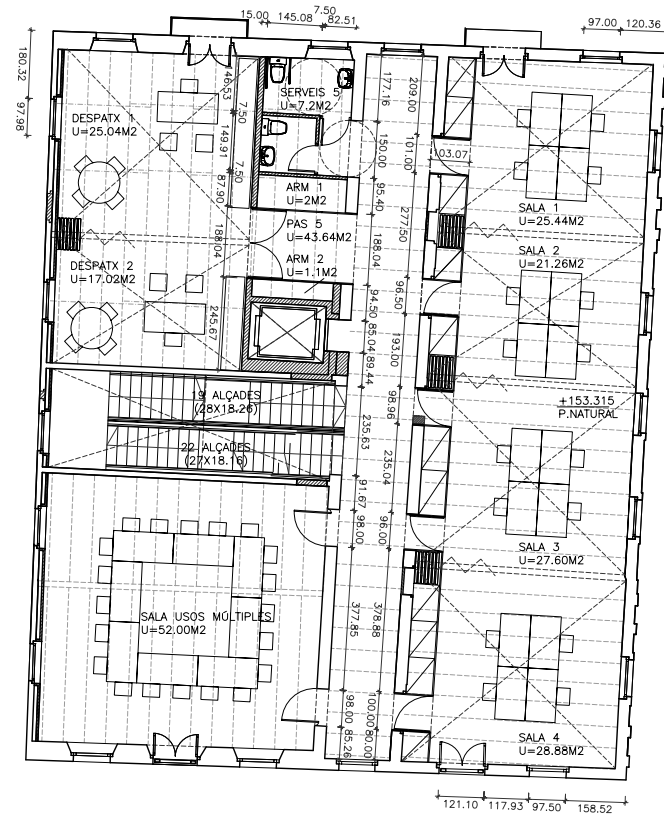 7.50
15.00 145.08 82.51
97.00 120.36
180.32
97.98
146.53
7.50
149.91
7.50
87.90
188.04
245.67
DESPATX 1
U=25.04M2
SERVEIS 5
U=7.2M2
177.16
209.00
150.00
101.00
103.07
95.40
277.50
ARM 1
U=2M2
PAS 5
U=43.64M2
ARM 2
U=1.1M2
188.04
SALA 1
U=25.44M2
SALA 2
U=21.26M2
DESPATX 2
U=17.02M2
94.50
96.50
85.04
193.00
89.44
98.96
+153.315
P.NATURAL
19 ALÇADES
(28X18.26)
235.63
22 ALÇADES
(27X18.16)
235.04
91.67
98.00
96.00
SALA 3
U=27.60M2
SALA USOS MÚLTIPLES
U=52.00M2
377.85
378.88
98.00
100.00
85.26
80.00
SALA 4
U=28.88M2
121.10 117.93 97.50 158.52